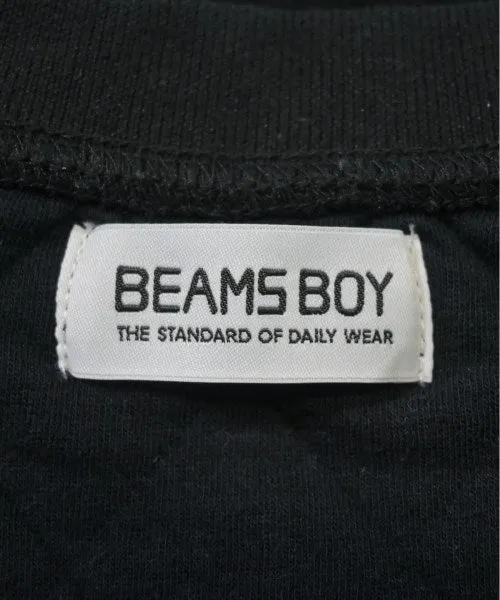 BEAMS BOY
THE STANDARD OF DAILY WEAR